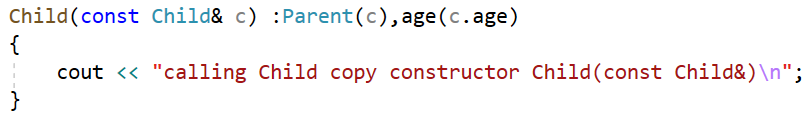 Child(const Child& c) :Parent(c),age(c.age)
{
    cout << "calling Child copy constructor Child(const Child&)\n";
}